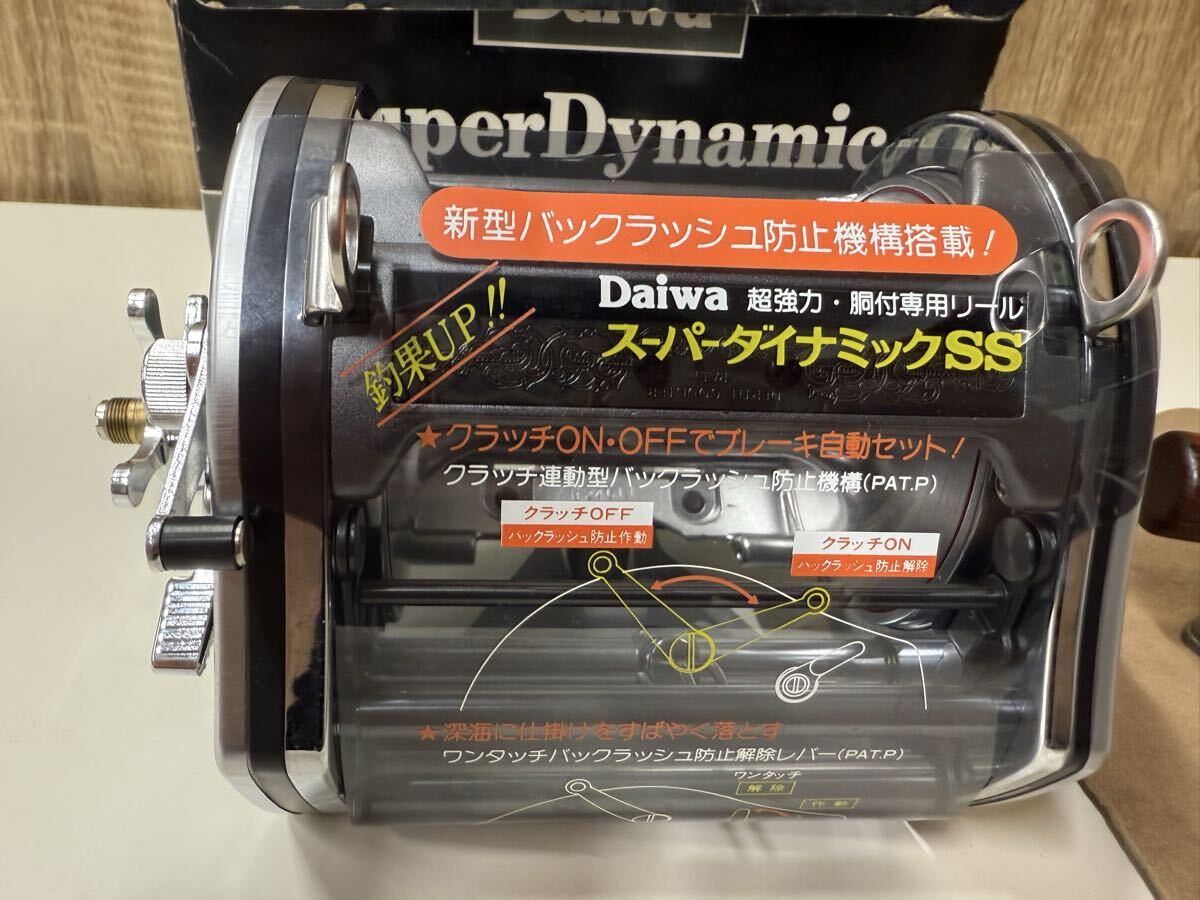 Daiwa
perDynamic
新型バックラッシュ防止機構搭載！
釣果UP!!
Daiwa 超強力・胴付専用リール
スーパーダイナミックSS
DEPTH COUNTER
★クラッチON・OFFでブレーキ自動セット！
クラッチ連動型バックラッシュ防止機構(PAT.P)
クラッチOFF
バックラッシュ防止作動
クラッチON
バックラッシュ防止解除
★深海に仕掛けをすばやく落とす
ワンタッチバックラッシュ防止解除レバー(PAT.P)
ワンタッチ
解除
作動